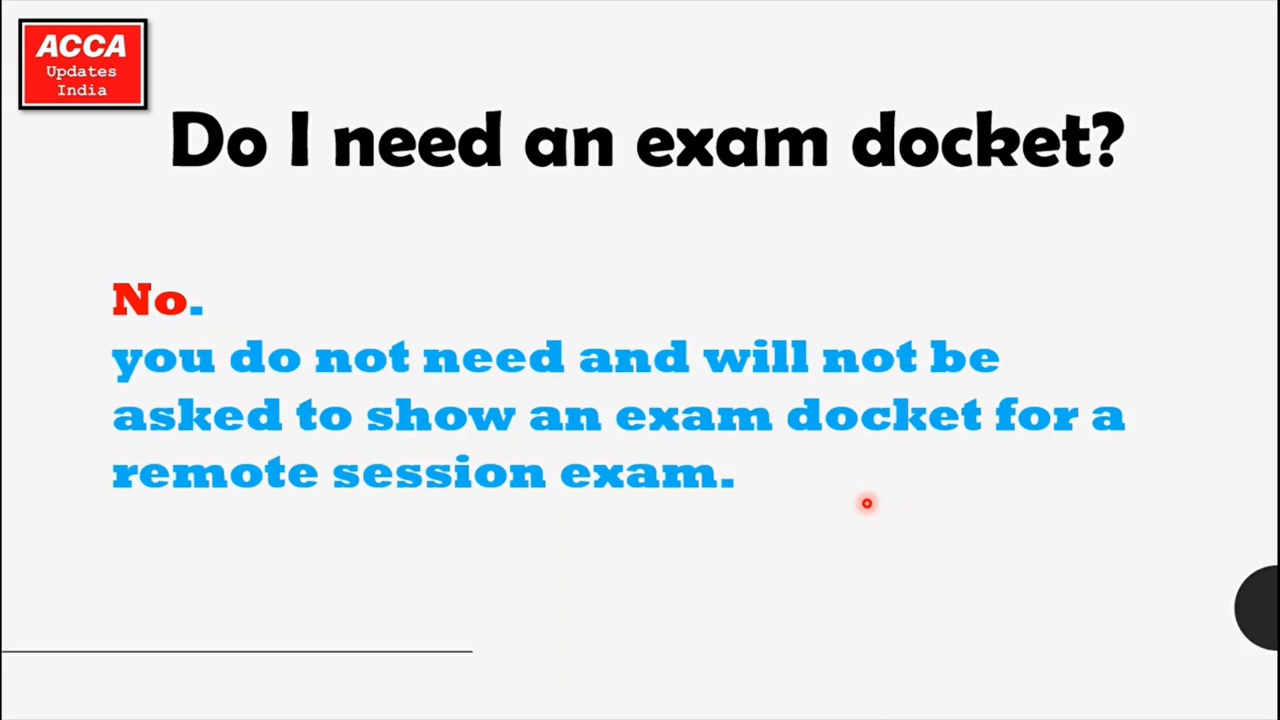 ACCA
Updates
India
Do I need an exam docket?
No.
you do not need and will not be
asked to show an exam docket for a
remote session exam.